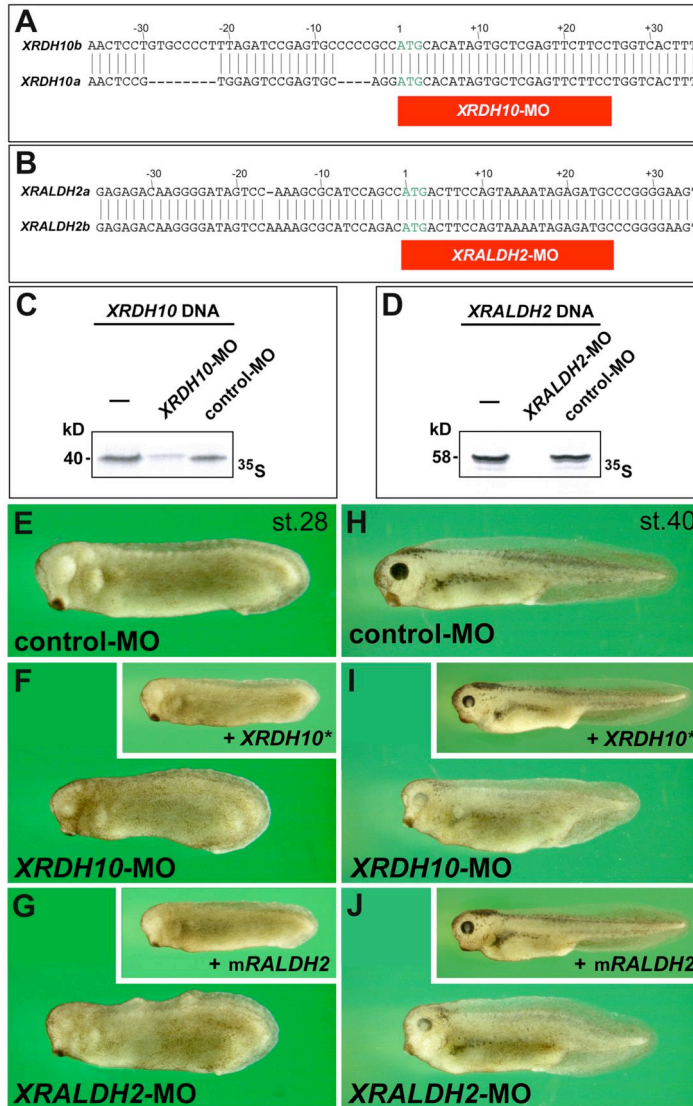 A
-30 -20 -10 1 +10 +20 +30
XRDH10b AACTCCTGTGCCCCTTTAGATCCGAGTGCCCCCGCCATGCACATAGTGCTCGAGTTCTTCCTGGTCACTTT
XRDH10a AACTCCG--------TGGAGTCCGAGTGC----AGGATGCACATAGTGCTCGAGTTCTTCCTGGTCACTTT
XRDH10-MO
B
-30 -20 -10 1 +10 +20 +30
XRALDH2a GAGAGACAAGGGGATAGTCC-AAAGCGCATCCAGCCATGACTTCCAGTAAAATAGAGATGCCCGGGGAAGT
XRALDH2b GAGAGACAAGGGGATAGTCCAAAAGCGCATCCAGACATGACTTCCAGTAAAATAGAGATGCCCGGGGAAGT
XRALDH2-MO
C
XRDH10 DNA
— XRDH10-MO control-MO
kD
40-
35S
D
XRALDH2 DNA
— XRALDH2-MO control-MO
kD
58-
35S
E st.28
control-MO
H st.40
control-MO
F
+ XRDH10*
XRDH10-MO
I
+ XRDH10*
XRDH10-MO
G
+ mRALDH2
XRALDH2-MO
J
+ mRALDH2
XRALDH2-MO